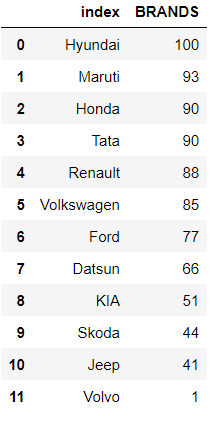 index BRANDS
0 Hyundai 100
1 Maruti 93
2 Honda 90
3 Tata 90
4 Renault 88
5 Volkswagen 85
6 Ford 77
7 Datsun 66
8 KIA 51
9 Skoda 44
10 Jeep 41
11 Volvo 1